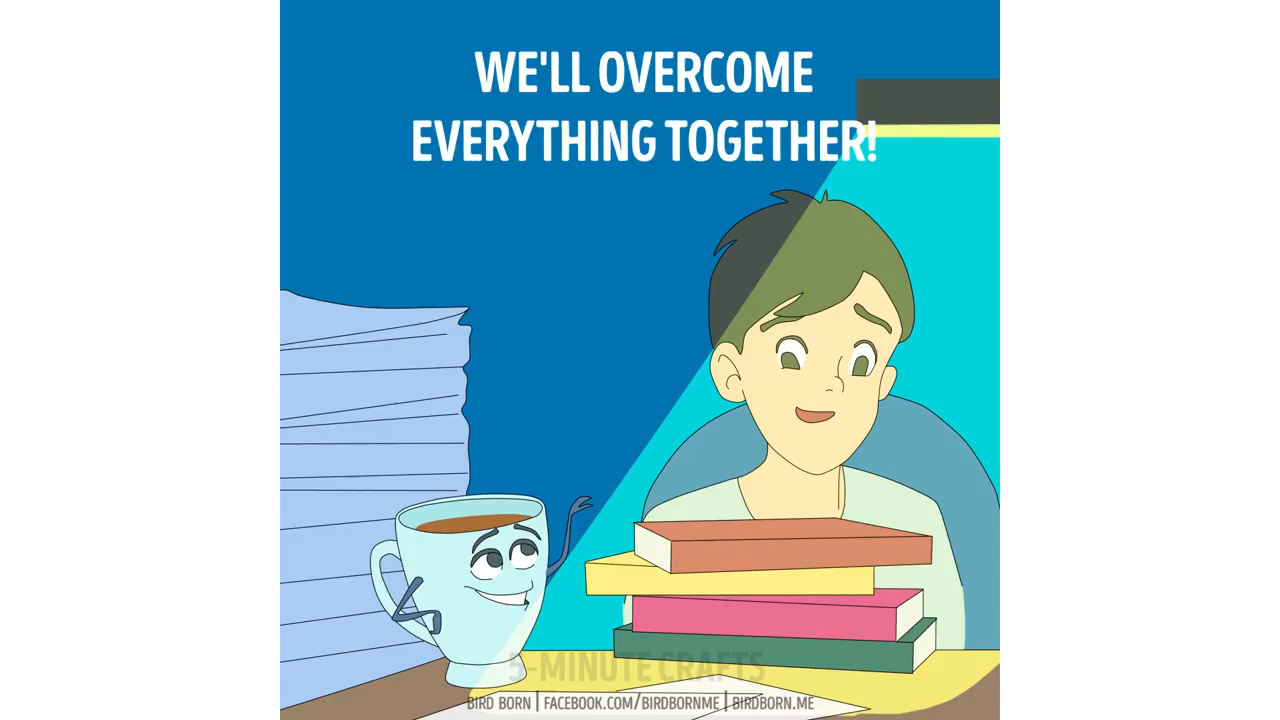 WE'LL OVERCOME
EVERYTHING TOGETHER!
5-MINUTE CRAFTS
BIRD BORN | FACEBOOK.COM/BIRDBORNME | BIRDBORN.ME